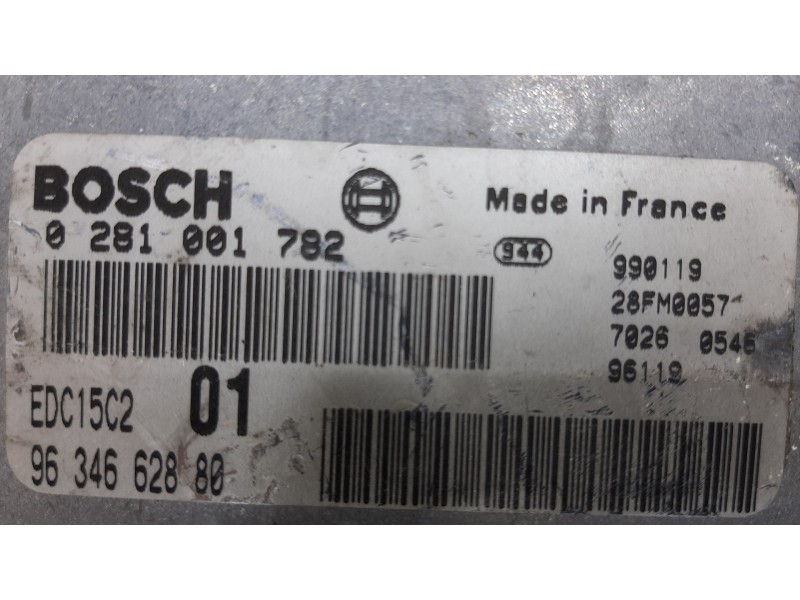 BOSCH
Made in France
0 281 001 782
944
990119
28FM0057
7026 0546
96119
EDC15C2 01
96 346 628 80